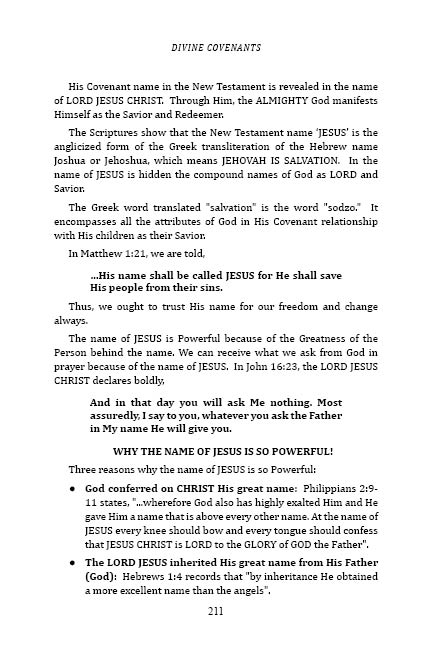 DIVINE COVENANTS
His Covenant name in the New Testament is revealed in the name
of LORD JESUS CHRIST.  Through Him, the ALMIGHTY God manifests
Himself as the Savior and Redeemer.
The Scriptures show that the New Testament name ‘JESUS’ is the
anglicized form of the Greek transliteration of the Hebrew name
Joshua or Jehoshua, which means JEHOVAH IS SALVATION.  In the
name of JESUS is hidden the compound names of God as LORD and
Savior.
The Greek word translated "salvation" is the word "sodzo."  It
encompasses all the attributes of God in His Covenant relationship
with His children as their Savior.
In Matthew 1:21, we are told,
...His name shall be called JESUS for He shall save
His people from their sins.
Thus, we ought to trust His name for our freedom and change
always.
The name of JESUS is Powerful because of the Greatness of the
Person behind the name. We can receive what we ask from God in
prayer because of the name of JESUS.  In John 16:23, the LORD JESUS
CHRIST declares boldly,
And in that day you will ask Me nothing. Most
assuredly, I say to you, whatever you ask the Father
in My name He will give you.
WHY THE NAME OF JESUS IS SO POWERFUL!
Three reasons why the name of JESUS is so Powerful:
● God conferred on CHRIST His great name:  Philippians 2:9-
11 states, "...wherefore God also has highly exalted Him and He
gave Him a name that is above every other name. At the name of
JESUS every knee should bow and every tongue should confess
that JESUS CHRIST is LORD to the GLORY of GOD the Father".
● The LORD JESUS inherited His great name from His Father
(God):  Hebrews 1:4 records that "by inheritance He obtained
a more excellent name than the angels".
211